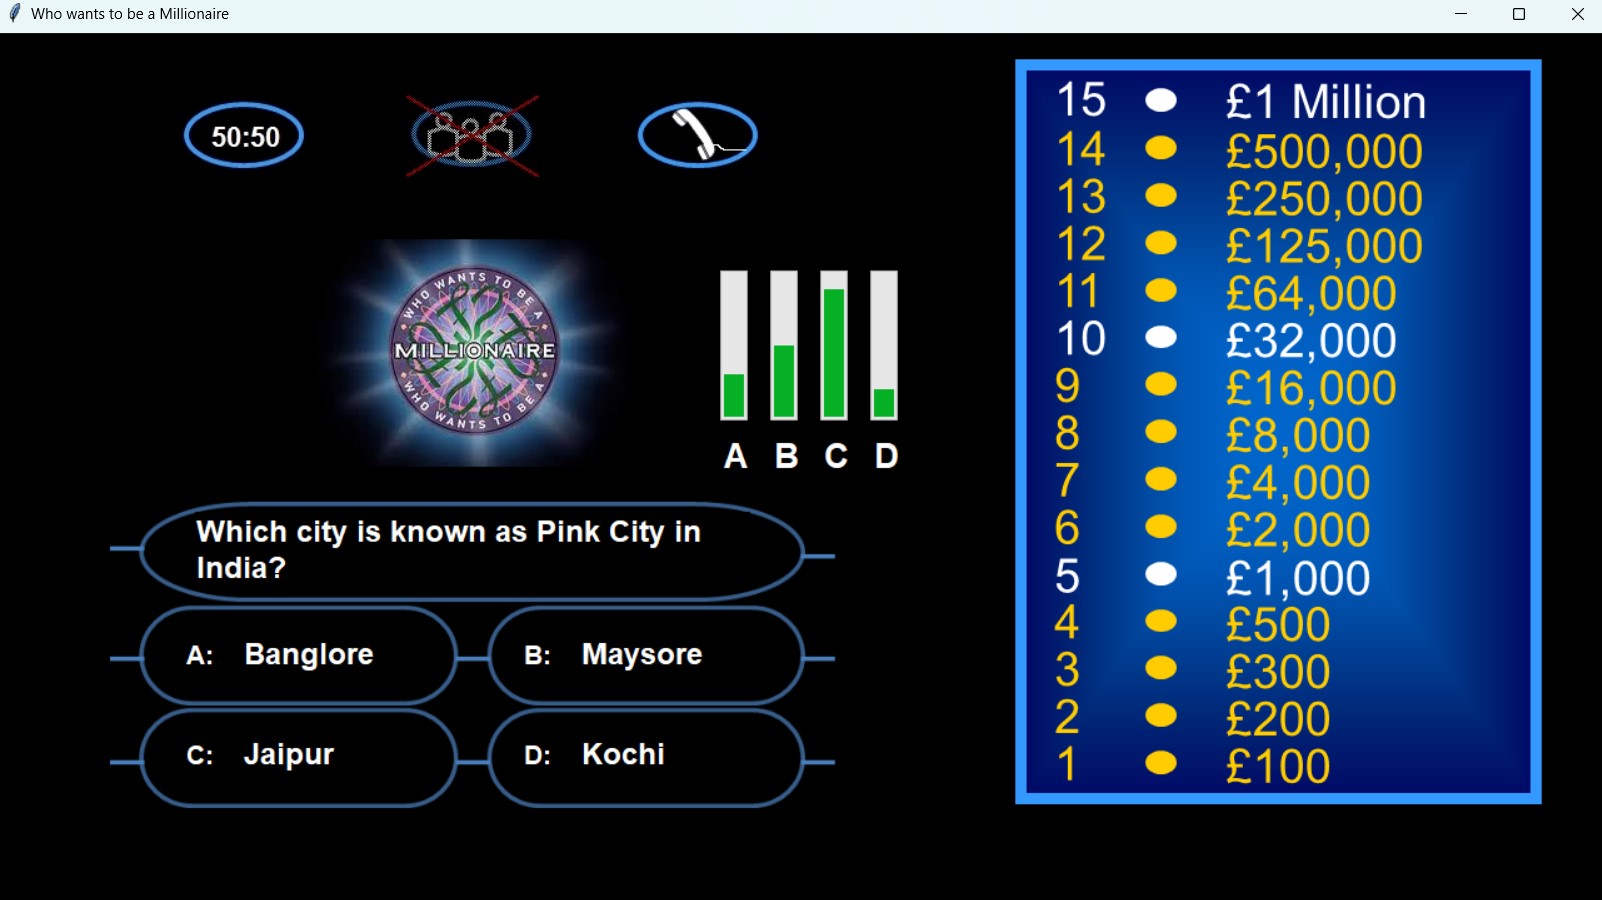 Who wants to be a Millionaire
50:50
WHO WANTS TO BE A
MILLIONAIRE
WHO WANTS TO BE A
A B C D
Which city is known as Pink City in
India?
A: Banglore
B: Maysore
C: Jaipur
D: Kochi
15 £1 Million
14 £500,000
13 £250,000
12 £125,000
11 £64,000
10 £32,000
9 £16,000
8 £8,000
7 £4,000
6 £2,000
5 £1,000
4 £500
3 £300
2 £200
1 £100